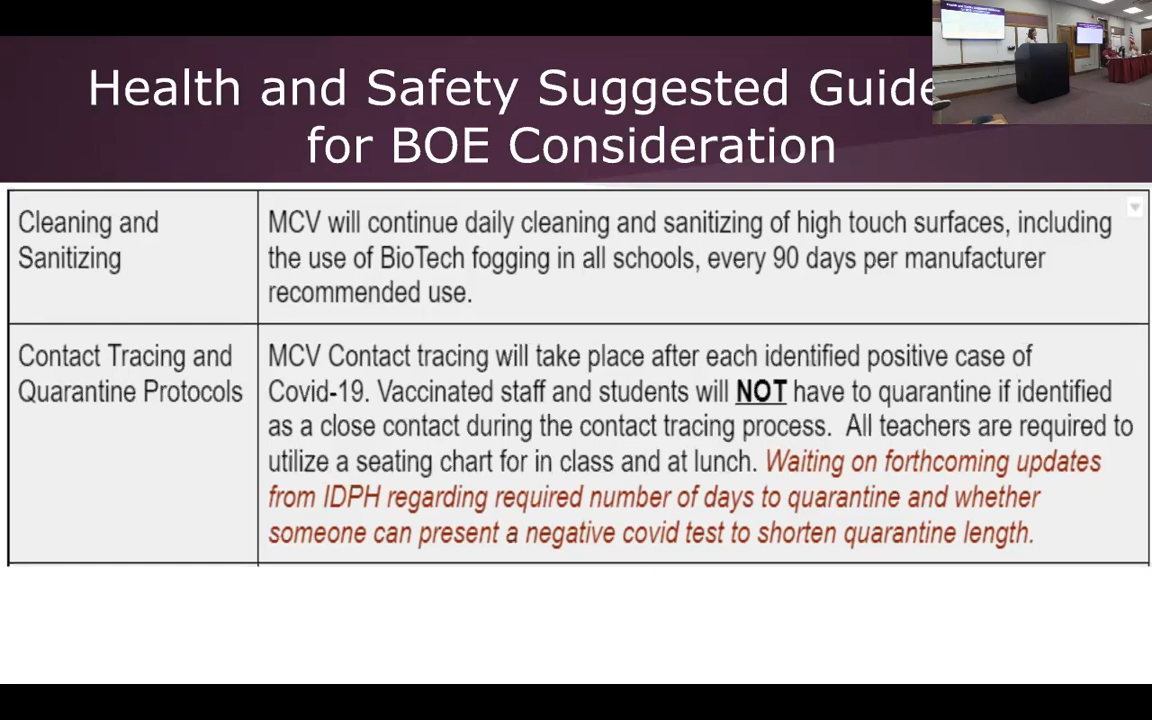 Health and Safety Suggested Guide
for BOE Consideration
Cleaning and
Sanitizing
MCV will continue daily cleaning and sanitizing of high touch surfaces, including
the use of BioTech fogging in all schools, every 90 days per manufacturer
recommended use.
Contact Tracing and
Quarantine Protocols
MCV Contact tracing will take place after each identified positive case of
Covid-19. Vaccinated staff and students will NOT have to quarantine if identified
as a close contact during the contact tracing process.  All teachers are required to
utilize a seating chart for in class and at lunch. Waiting on forthcoming updates
from IDPH regarding required number of days to quarantine and whether
someone can present a negative covid test to shorten quarantine length.